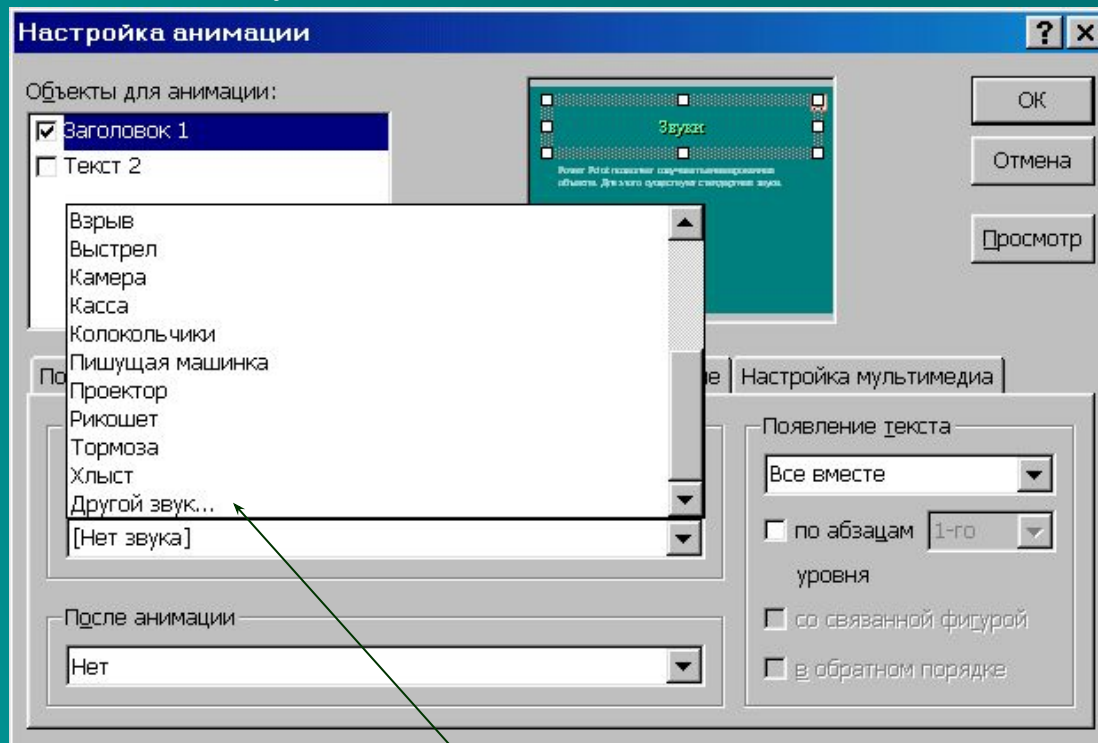 Настройка анимации
Объекты для анимации:
Заголовок 1
Текст 2
Звуки
OK
Отмена
Просмотр
Взрыв
Выстрел
Камера
Касса
Колокольчики
Пишущая машинка
Проектор
Рикошет
Тормоза
Хлыст
Другой звук...
[Нет звука]
Настройка мультимедиа
Появление текста
Все вместе
по абзацам 1-го
уровня
со связанной фигурой
в обратном порядке
После анимации
Нет